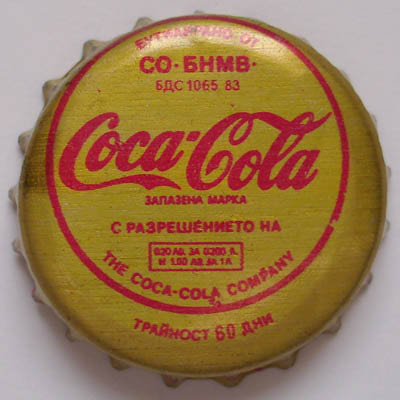 БУТИЛИРАНО ОТ
СО·БНМВ·
БДС 1065 83
Coca-Cola
ЗАПАЗЕНА МАРКА
С РАЗРЕШЕНИЕТО НА
0.20 ЛВ. ЗА 0.200 Л.
И 1.00 ЛВ. ЗА 1 Л.
THE COCA-COLA COMPANY
ТРАЙНОСТ 60 ДНИ